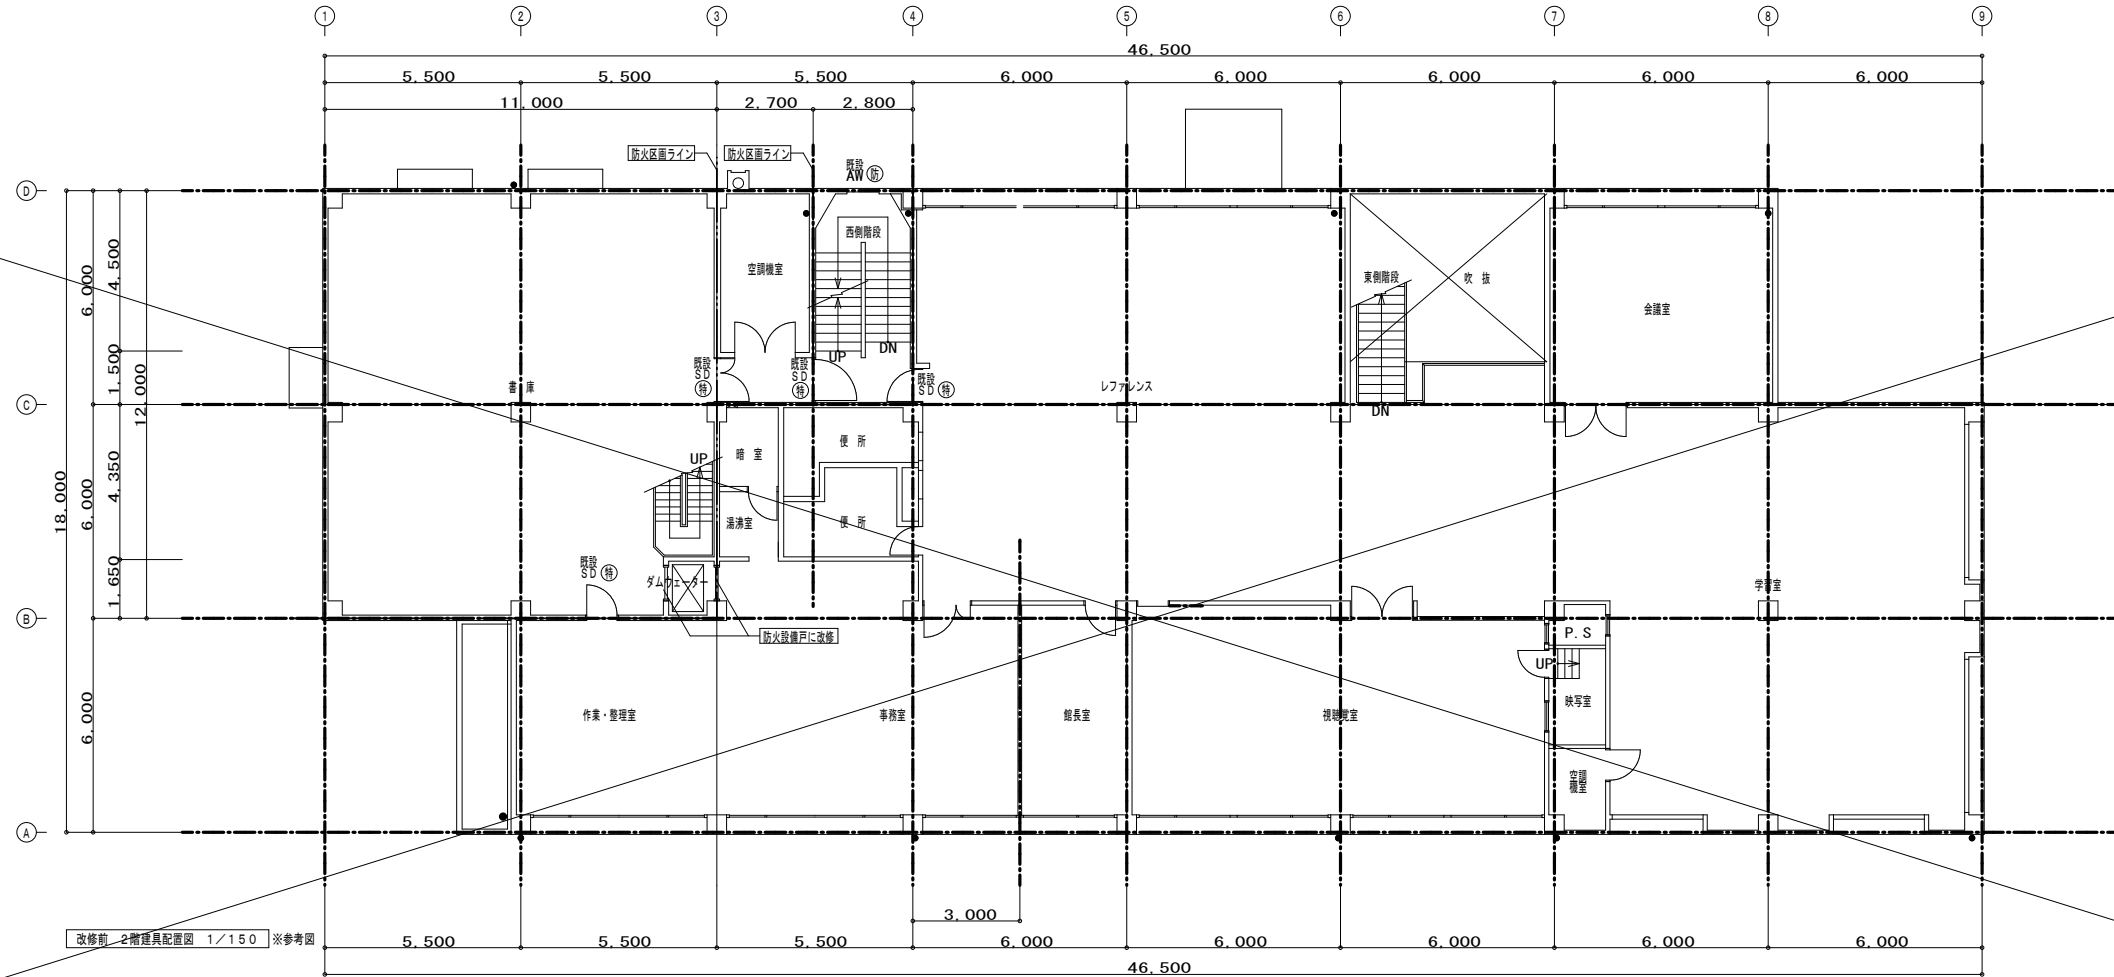 1 2 3 4 5 6 7 8 9
46,500
5,500 5,500 5,500 6,000 6,000 6,000 6,000 6,000
11,000 2,700 2,800
防火区画ライン 防火区画ライン
既設
AW 防
D
西側階段
空調機室
東側階段
吹 抜
会議室
4,500
6,000
1,500
12,000
UP DN
既設
SD
特
既設
SD
特
既設
SD 特
書 庫
レファレンス
C
DN
便 所
暗 室
UP
4,350
6,000
18,000
湯沸室
便 所
既設
SD 特
ダムウェーター
学習室
1,650
B
防火設備戸に改修
P.S
UP
映写室
作業・整理室
事務室
館長室
視聴覚室
6,000
空調
機室
A
3,000
改修前 2階建具配置図 1/150 ※参考図
5,500 5,500 5,500 6,000 6,000 6,000 6,000 6,000
46,500